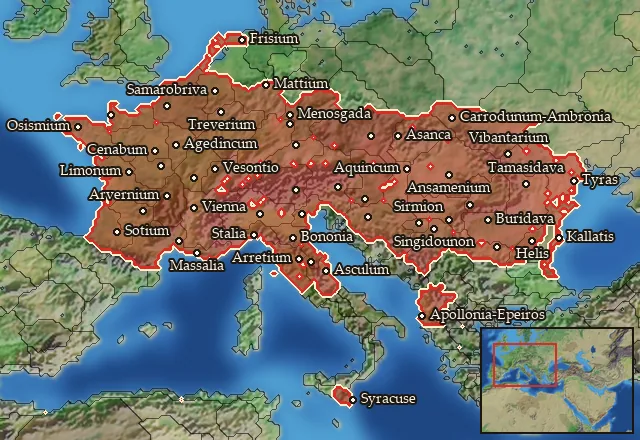 Frisium
Mattium
Samarobriva
Carrodunum-Ambronia
Menosgada
Osismium
Treverium
Asanca
Vibantarium
Cenabum
Agedincum
Limonum
Vesontio
Aquincum
Tamasidava
Tyras
Ansamenium
Arvernium
Vienna
Sirmion
Buridava
Sotium
Stalia
Bononia
Singidounon
Kallatis
Helis
Massalia
Arretium
Asculum
Apollonia-Epeiros
Syracuse